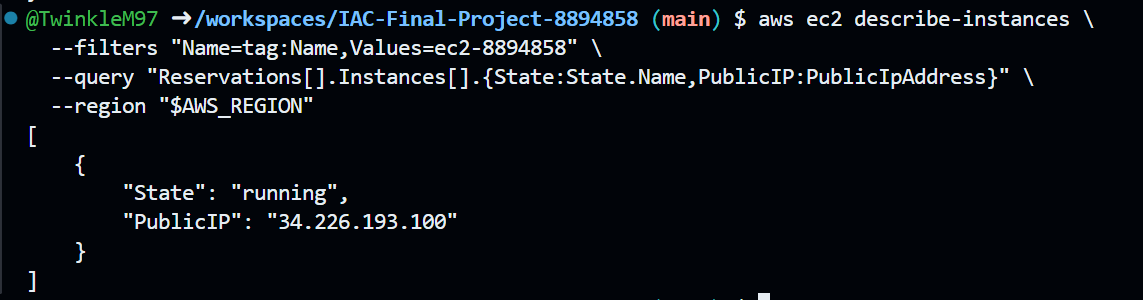 @TwinkleM97 ➜/workspaces/IAC-Final-Project-8894858 (main) $ aws ec2 describe-instances \
  --filters "Name=tag:Name,Values=ec2-8894858" \
  --query "Reservations[].Instances[].{State:State.Name,PublicIP:PublicIpAddress}" \
  --region "$AWS_REGION"
[
    {
        "State": "running",
        "PublicIP": "34.226.193.100"
    }
]